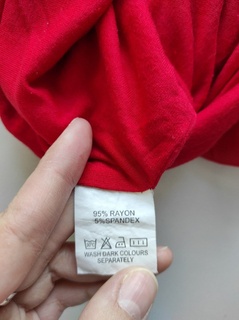 95% RAYON
5%SPANDEX
WASH DARK COLOURS
SEPARATELY